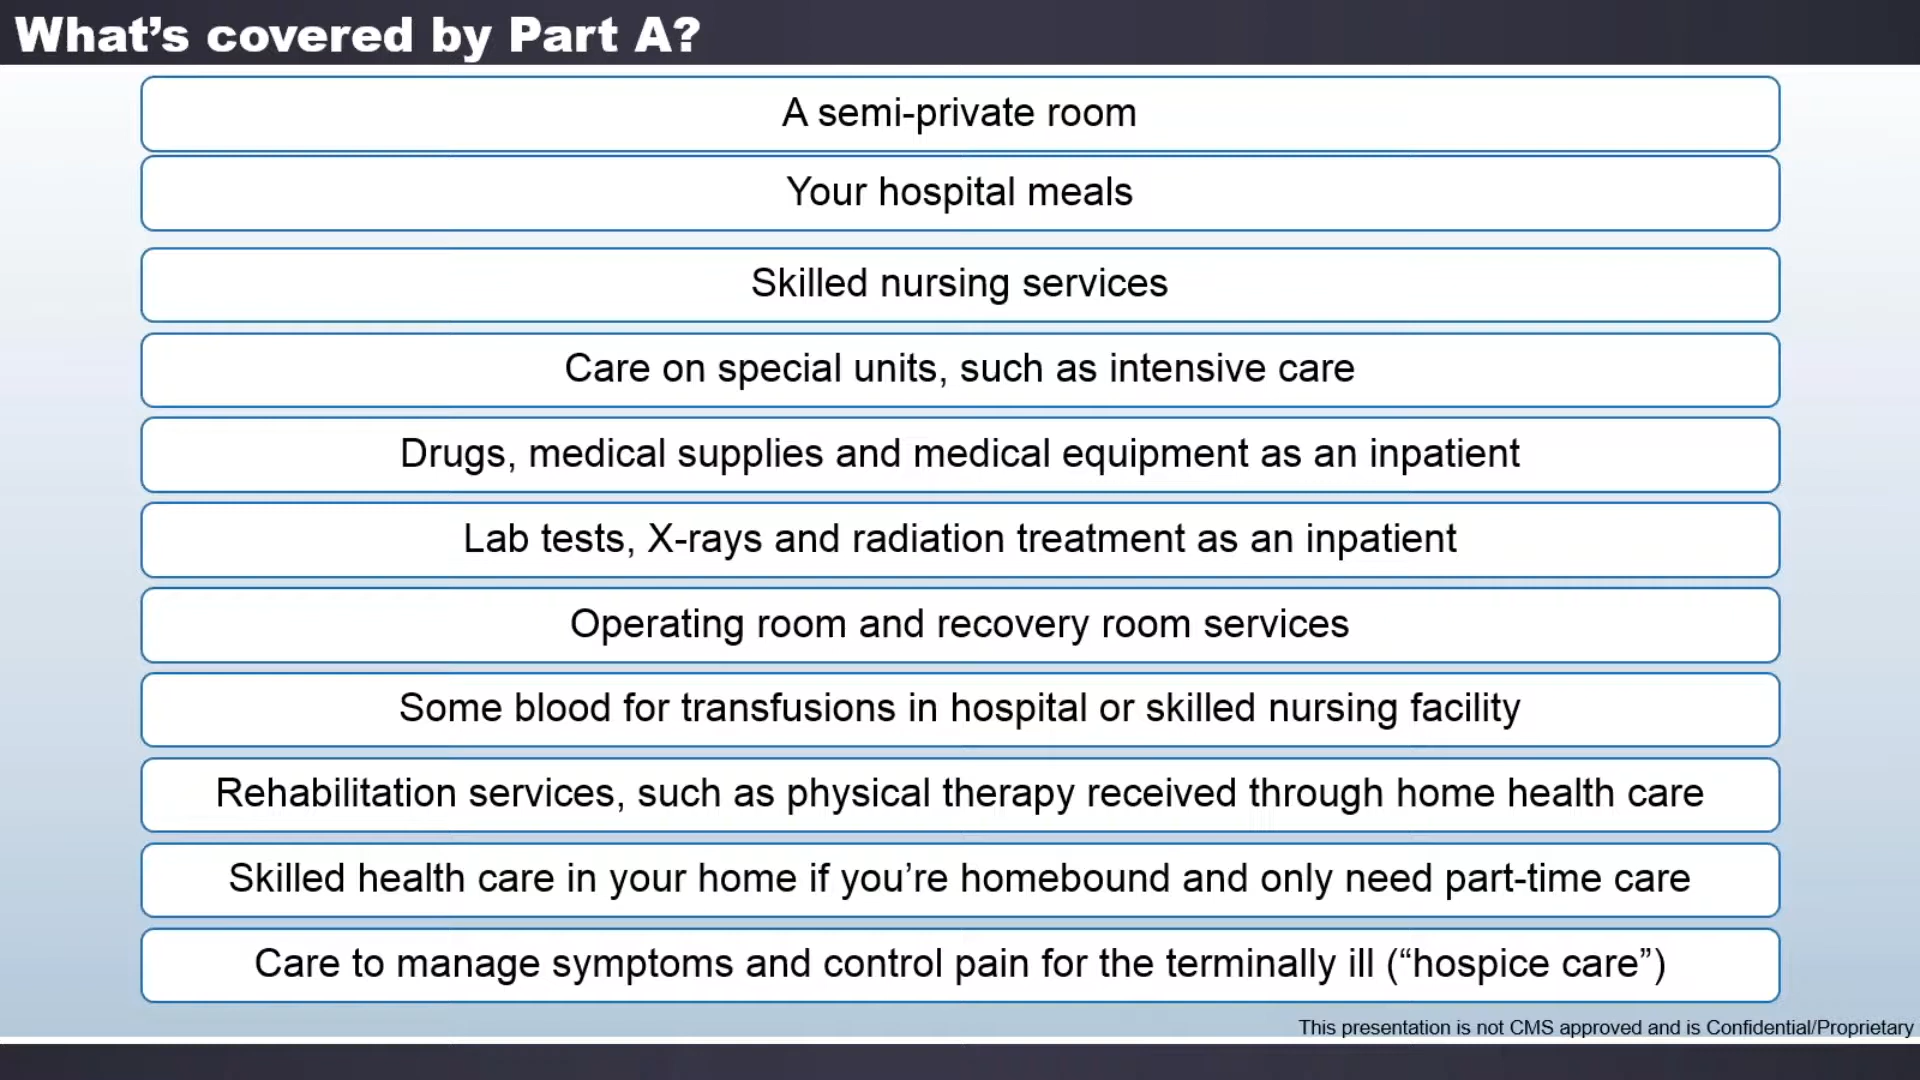 What’s covered by Part A?
A semi-private room
Your hospital meals
Skilled nursing services
Care on special units, such as intensive care
Drugs, medical supplies and medical equipment as an inpatient
Lab tests, X-rays and radiation treatment as an inpatient
Operating room and recovery room services
Some blood for transfusions in hospital or skilled nursing facility
Rehabilitation services, such as physical therapy received through home health care
Skilled health care in your home if you’re homebound and only need part-time care
Care to manage symptoms and control pain for the terminally ill (“hospice care”)
This presentation is not CMS approved and is Confidential/Proprietary